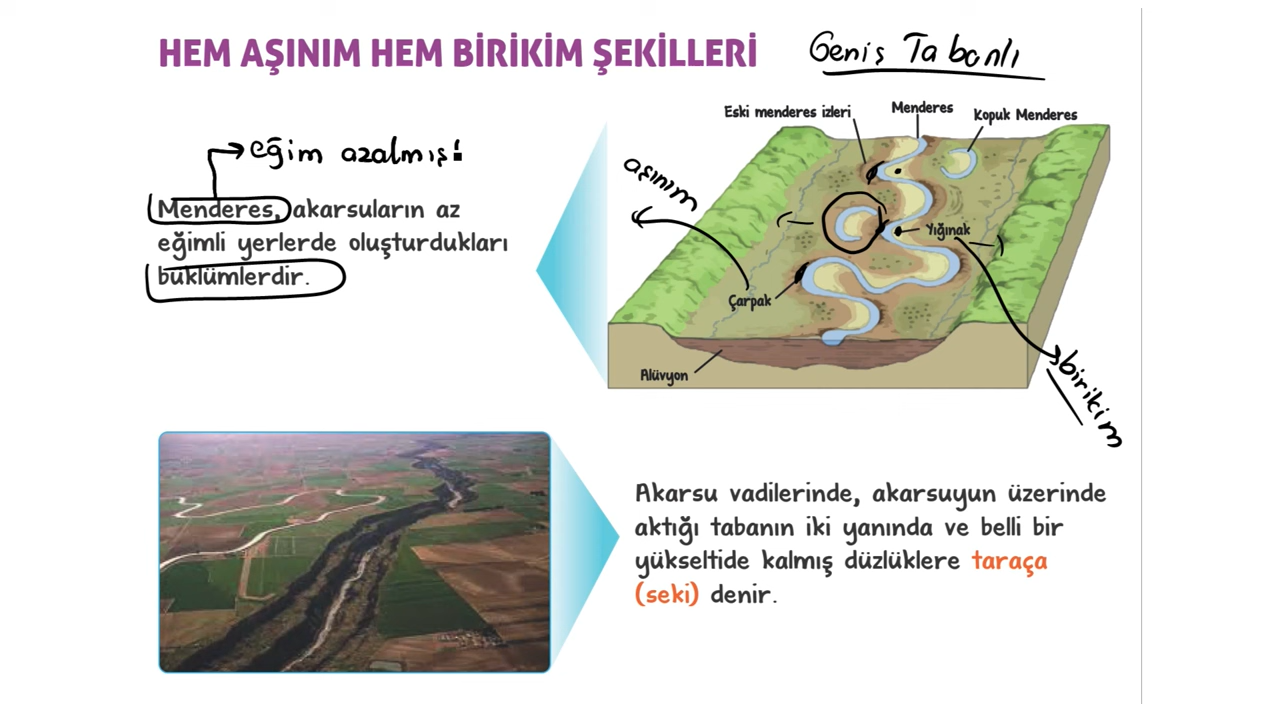 HEM AŞINIM HEM BİRİKİM ŞEKİLLERİ
Geniş Tabanlı
eğim azalmış!
Menderes, akarsuların az
eğimli yerlerde oluşturdukları
büklümlerdir.
Eski menderes izleri
Menderes
Kopuk Menderes
aşınım
Yığınak
Çarpak
Alüvyon
birikim
Akarsu vadilerinde, akarsuyun üzerinde
aktığı tabanın iki yanında ve belli bir
yükseltide kalmış düzlüklere taraça
(seki) denir.